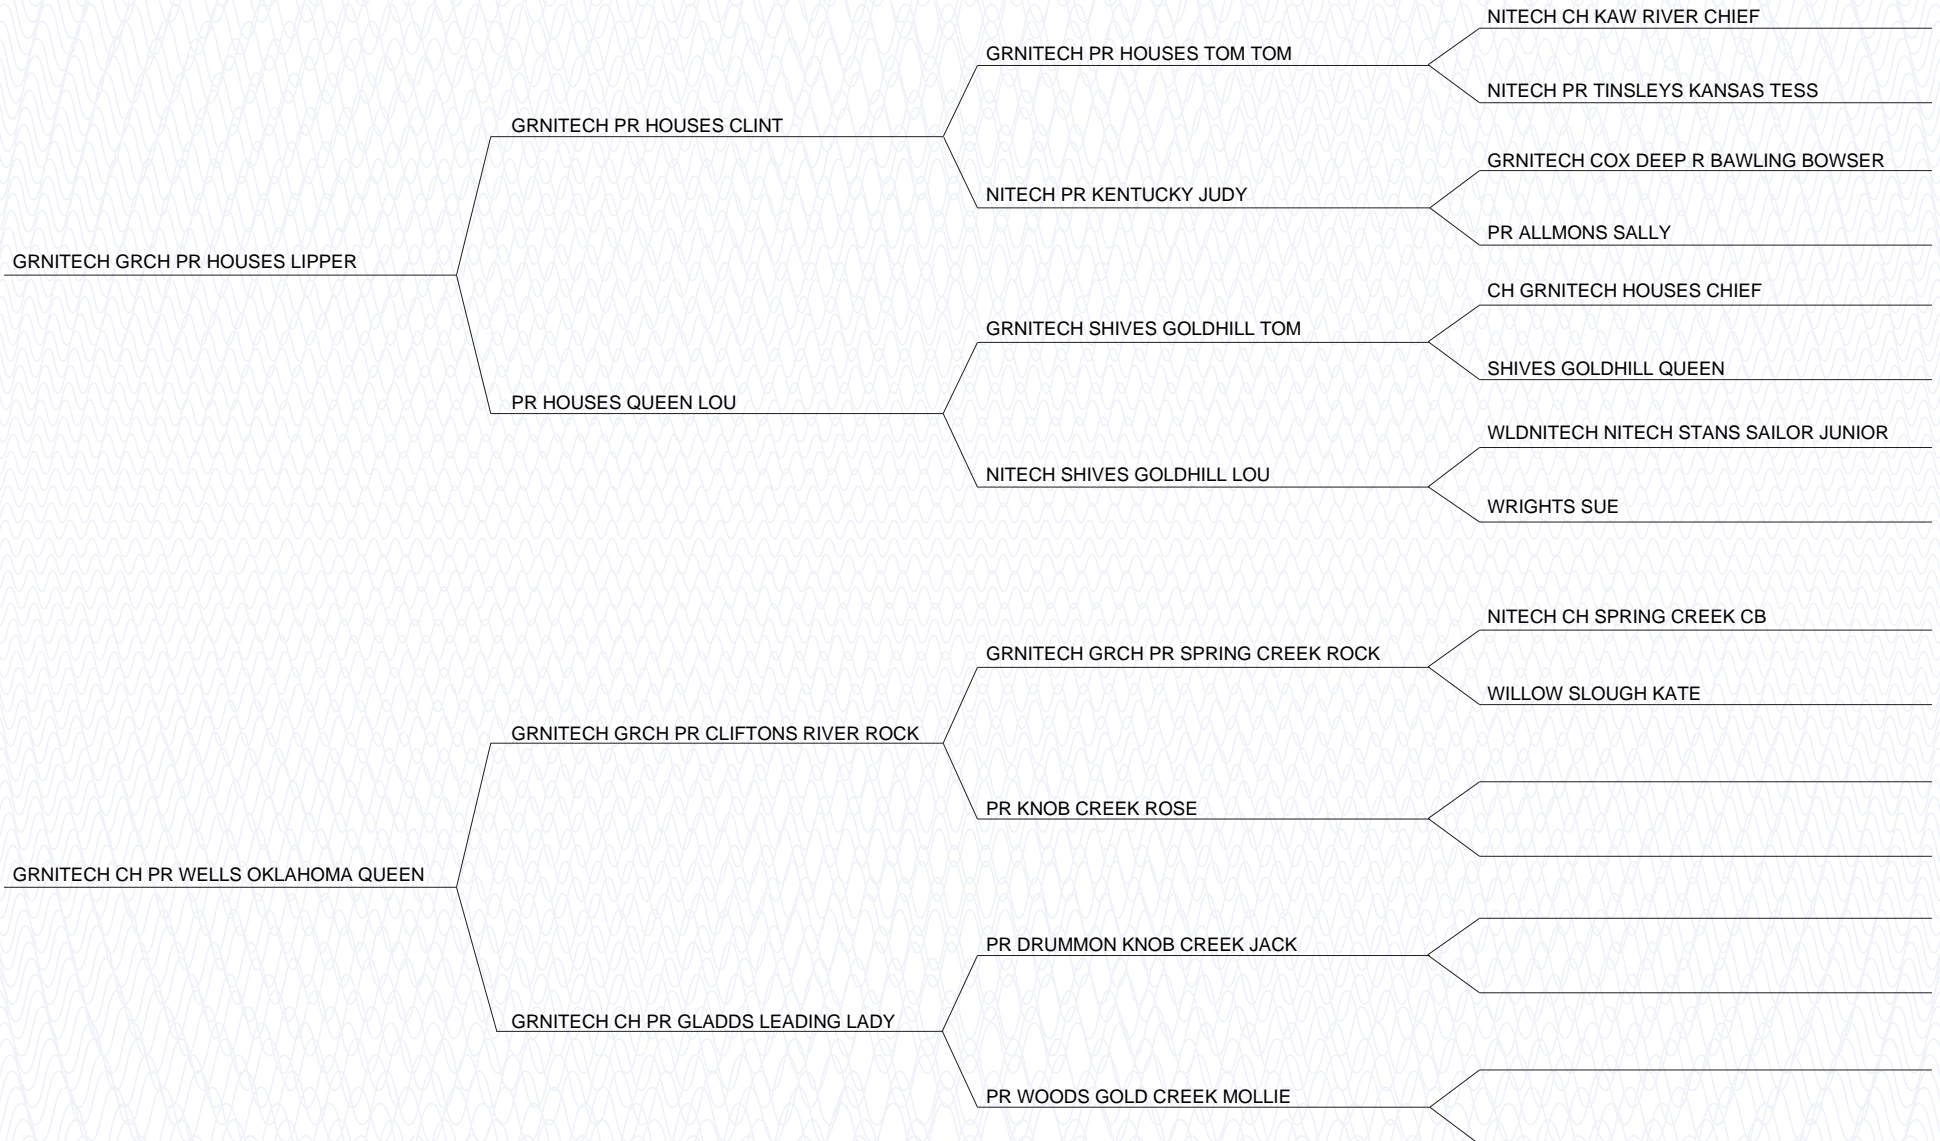 NITECH CH KAW RIVER CHIEF
GRNITECH PR HOUSES TOM TOM
NITECH PR TINSLEYS KANSAS TESS
GRNITECH PR HOUSES CLINT
GRNITECH COX DEEP R BAWLING BOWSER
NITECH PR KENTUCKY JUDY
PR ALLMONS SALLY
GRNITECH GRCH PR HOUSES LIPPER
CH GRNITECH HOUSES CHIEF
GRNITECH SHIVES GOLDHILL TOM
SHIVES GOLDHILL QUEEN
PR HOUSES QUEEN LOU
WLDNITECH NITECH STANS SAILOR JUNIOR
NITECH SHIVES GOLDHILL LOU
WRIGHTS SUE
NITECH CH SPRING CREEK CB
GRNITECH GRCH PR SPRING CREEK ROCK
WILLOW SLOUGH KATE
GRNITECH GRCH PR CLIFTONS RIVER ROCK
PR KNOB CREEK ROSE
GRNITECH CH PR WELLS OKLAHOMA QUEEN
PR DRUMMON KNOB CREEK JACK
GRNITECH CH PR GLADDS LEADING LADY
PR WOODS GOLD CREEK MOLLIE